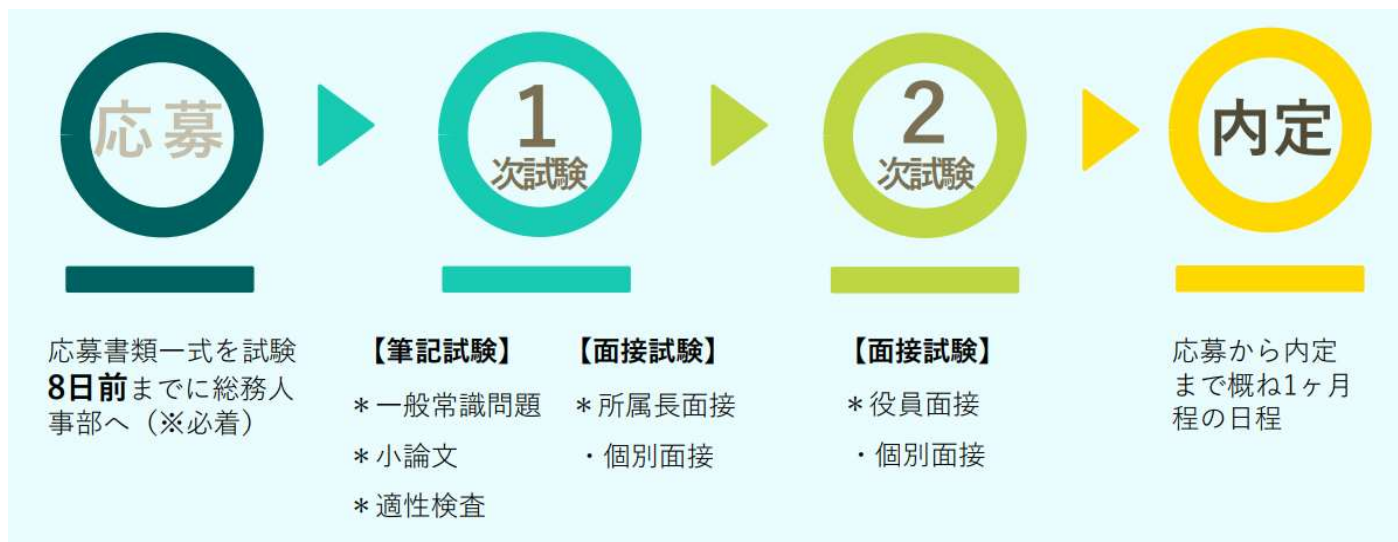 応募
1
次試験
2
次試験
内定
応募書類一式を試験
8日前までに総務人
事部へ（※必着）
【筆記試験】
＊一般常識問題
＊小論文
＊適性検査
【面接試験】
＊所属長面接
・個別面接
【面接試験】
＊役員面接
・個別面接
応募から内定
まで概ね1ヶ月
程の日程